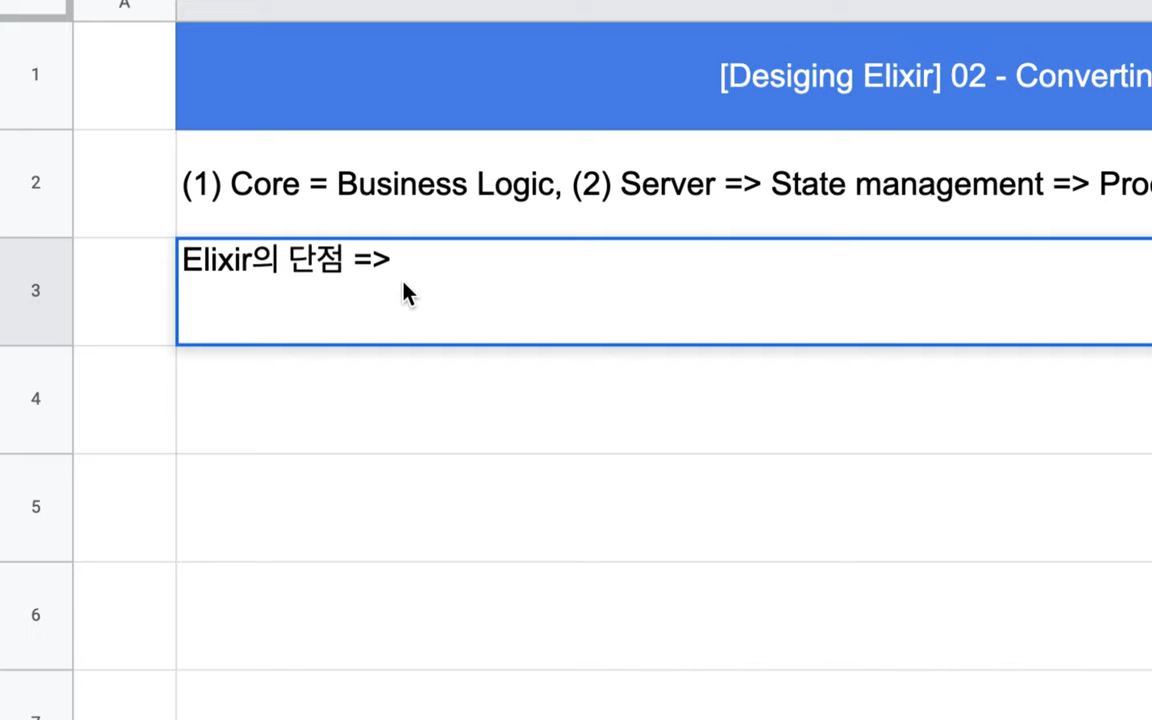 A
1
[Desiging Elixir] 02 - Convertin
2
(1) Core = Business Logic, (2) Server => State management =>
3
Elixir의 단점 =>
4
5
6